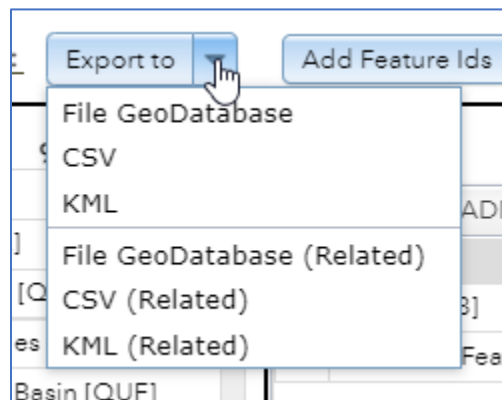 Export to
Add Feature Ids
File GeoDatabase
CSV
KML
File GeoDatabase (Related)
CSV (Related)
KML (Related)
Basin [QUF]